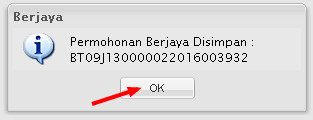 Berjaya
Permohonan Berjaya Disimpan :
BT09J130000022016003932
OK